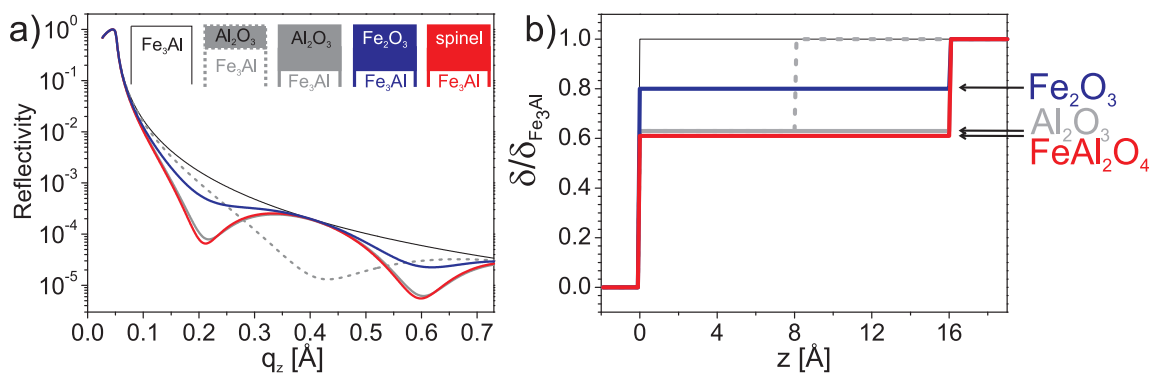 a)
Reflectivity
10⁰
10⁻¹
10⁻²
10⁻³
10⁻⁴
10⁻⁵
0.0 0.1 0.2 0.3 0.4 0.5 0.6 0.7
q_z [Å]
Fe₃Al
Al₂O₃
Fe₃Al
Al₂O₃
Fe₃Al
Fe₂O₃
Fe₃Al
spinel
Fe₃Al
b)
δ/δ_Fe₃Al
1.0
0.8
0.6
0.4
0.2
0.0
0 4 8 12 16
z [Å]
Fe₂O₃
Al₂O₃
FeAl₂O₄